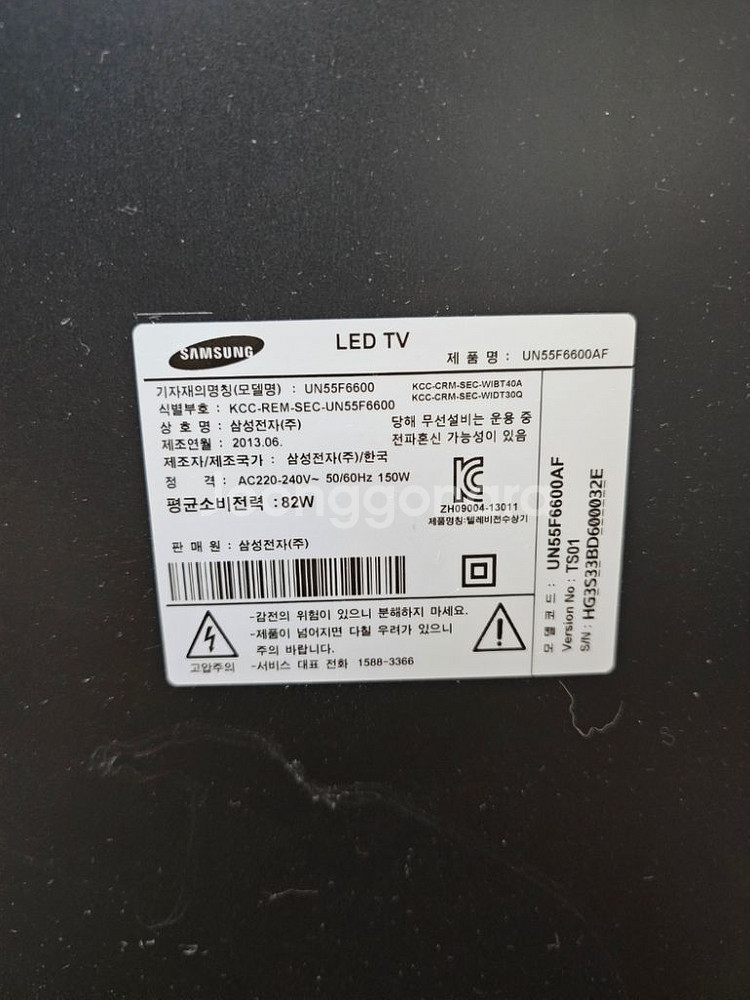 SAMSUNG
LED TV
제 품 명 : UN55F6600AF
기자재의명칭(모델명) : UN55F6600
KCC-CRM-SEC-WIBT40A
식별부호 : KCC-REM-SEC-UN55F6600
KCC-CRM-SEC-WIDT30Q
상 호 명 : 삼성전자(주)
당해 무선설비는 운용 중
제조연월 : 2013.06.
전파혼신 가능성이 있음
제조자/제조국가 : 삼성전자(주)/한국
정 격 : AC220-240V~ 50/60Hz 150W
평균소비전력 : 82W
ZH09004-13011
제품명칭:텔레비전수상기
판 매 원 : 삼성전자(주)
-감전의 위험이 있으니 분해하지 마세요.
-제품이 넘어지면 다칠 우려가 있으니
주의 바랍니다.
-서비스 대표 전화 1588-3366
고압주의
모 델 코 드 : UN55F6600AF
Version No : TS01
S/N : HG3S33BD600032E